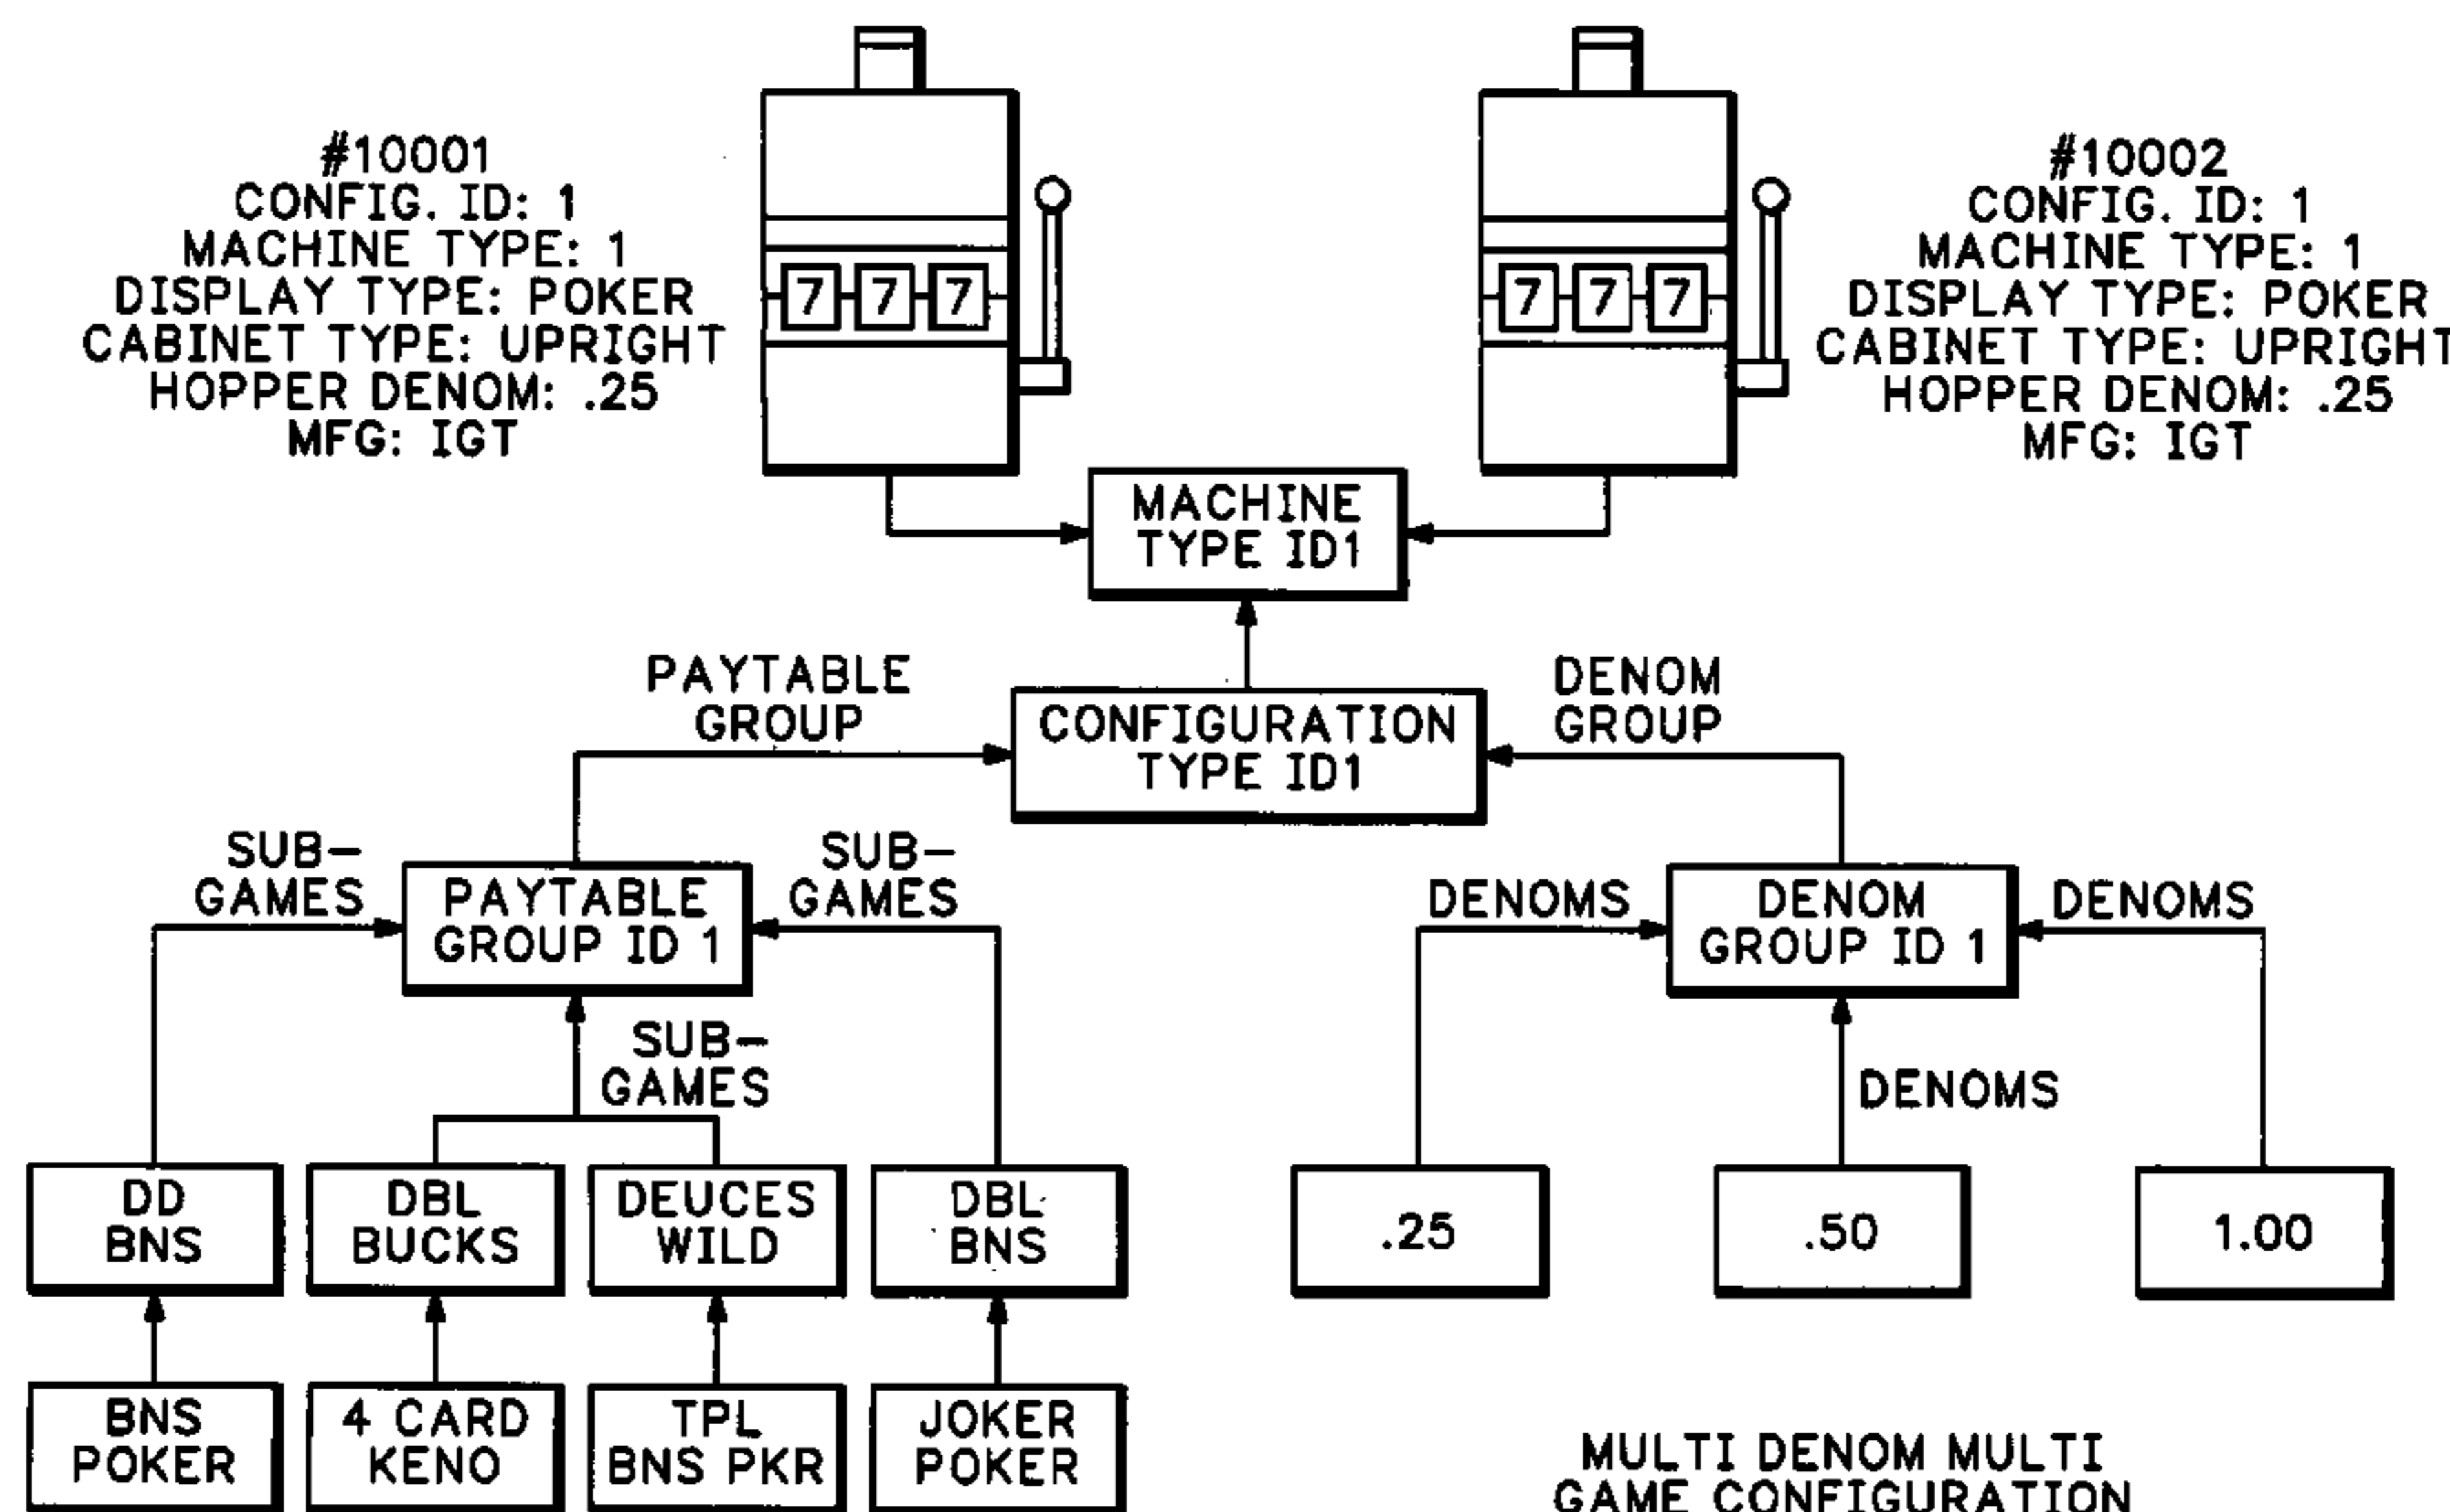 #10001
CONFIG. ID: 1
MACHINE TYPE: 1
DISPLAY TYPE: POKER
CABINET TYPE: UPRIGHT
HOPPER DENOM: .25
MFG: IGT
7 7 7
7 7 7
#10002
CONFIG. ID: 1
MACHINE TYPE: 1
DISPLAY TYPE: POKER
CABINET TYPE: UPRIGHT
HOPPER DENOM: .25
MFG: IGT
MACHINE
TYPE ID1
PAYTABLE
GROUP
CONFIGURATION
TYPE ID1
DENOM
GROUP
SUB-
GAMES
PAYTABLE
GROUP ID 1
SUB-
GAMES
DENOMS
DENOM
GROUP ID 1
DENOMS
SUB-
GAMES
DENOMS
DD
BNS
DBL
BUCKS
DEUCES
WILD
DBL
BNS
.25
.50
1.00
BNS
POKER
4 CARD
KENO
TPL
BNS PKR
JOKER
POKER
MULTI DENOM MULTI
GAME CONFIGURATION